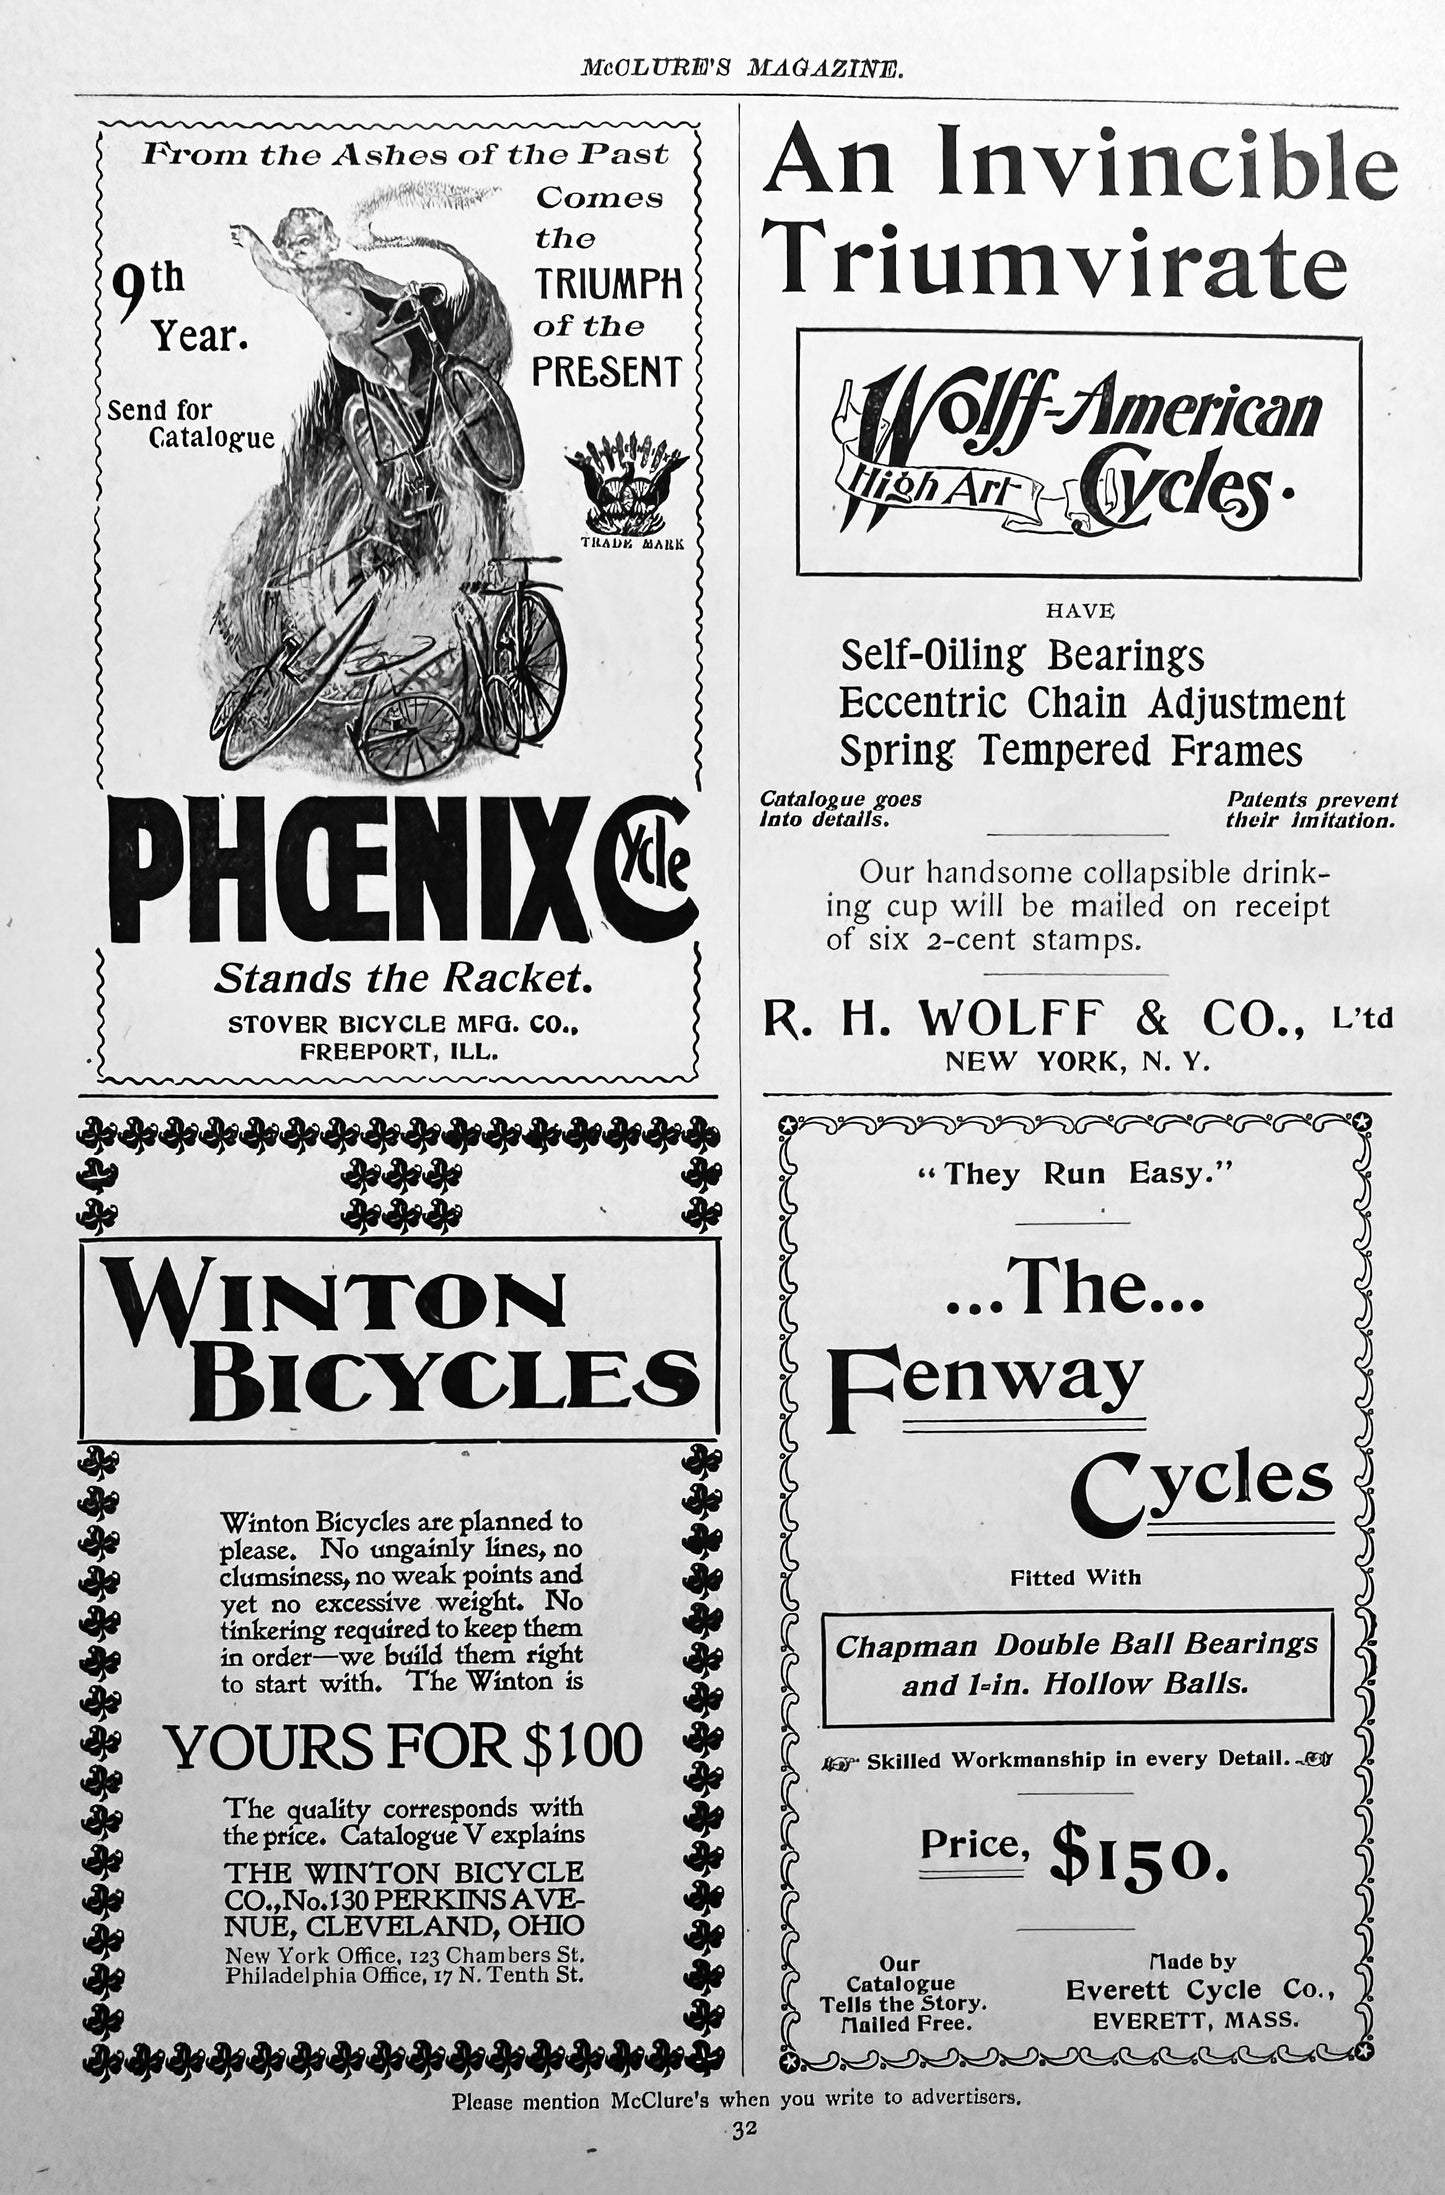 McCLURE'S MAGAZINE.
From the Ashes of the Past
Comes
the
TRIUMPH
of the
PRESENT
9th
Year.
Send for
Catalogue
TRADE MARK
PHŒNIX Cycle
Stands the Racket.
STOVER BICYCLE MFG. CO.,
FREEPORT, ILL.
An Invincible
Triumvirate
Wolff-American
High Art Cycles.
HAVE
Self-Oiling Bearings
Eccentric Chain Adjustment
Spring Tempered Frames
Catalogue goes
into details.
Patents prevent
their imitation.
Our handsome collapsible drink-
ing cup will be mailed on receipt
of six 2-cent stamps.
R. H. WOLFF & CO., L'td
NEW YORK, N. Y.
WINTON
BICYCLES
Winton Bicycles are planned to
please. No ungainly lines, no
clumsiness, no weak points and
yet no excessive weight. No
tinkering required to keep them
in order—we build them right
to start with. The Winton is
YOURS FOR $100
The quality corresponds with
the price. Catalogue V explains
THE WINTON BICYCLE
CO., No. 130 PERKINS AVE-
NUE, CLEVELAND, OHIO
New York Office, 123 Chambers St.
Philadelphia Office, 17 N. Tenth St.
"They Run Easy."
...The...
Fenway
Cycles
Fitted With
Chapman Double Ball Bearings
and 1-in. Hollow Balls.
Skilled Workmanship in every Detail.
Price, $150.
Our
Catalogue
Tells the Story.
Mailed Free.
Made by
Everett Cycle Co.,
EVERETT, MASS.
Please mention McClure's when you write to advertisers.
32